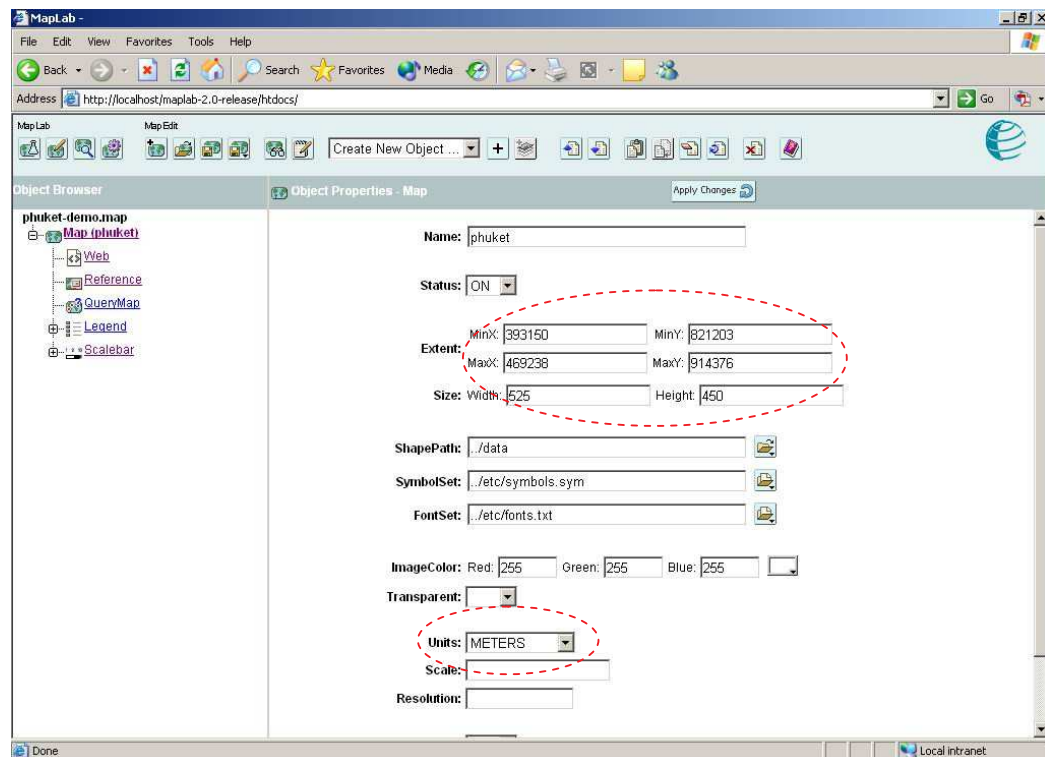 MapLab -
File Edit View Favorites Tools Help
Back Search Favorites Media
Address http://localhost/maplab-2.0-release/htdocs/ Go
MapLab MapEdit
Create New Object ...
Object Browser
Object Properties - Map Apply Changes
phuket-demo.map
Map (phuket)
Web
Reference
QueryMap
Legend
Scalebar
Name: phuket
Status: ON
Extent: MinX: 393150 MinY: 821203
MaxX: 469238 MaxY: 914376
Size: Width: 525 Height: 450
ShapePath: ../data
SymbolSet: ../etc/symbols.sym
FontSet: ../etc/fonts.txt
ImageColor: Red: 255 Green: 255 Blue: 255
Transparent:
Units: METERS
Scale:
Resolution:
Done Local intranet